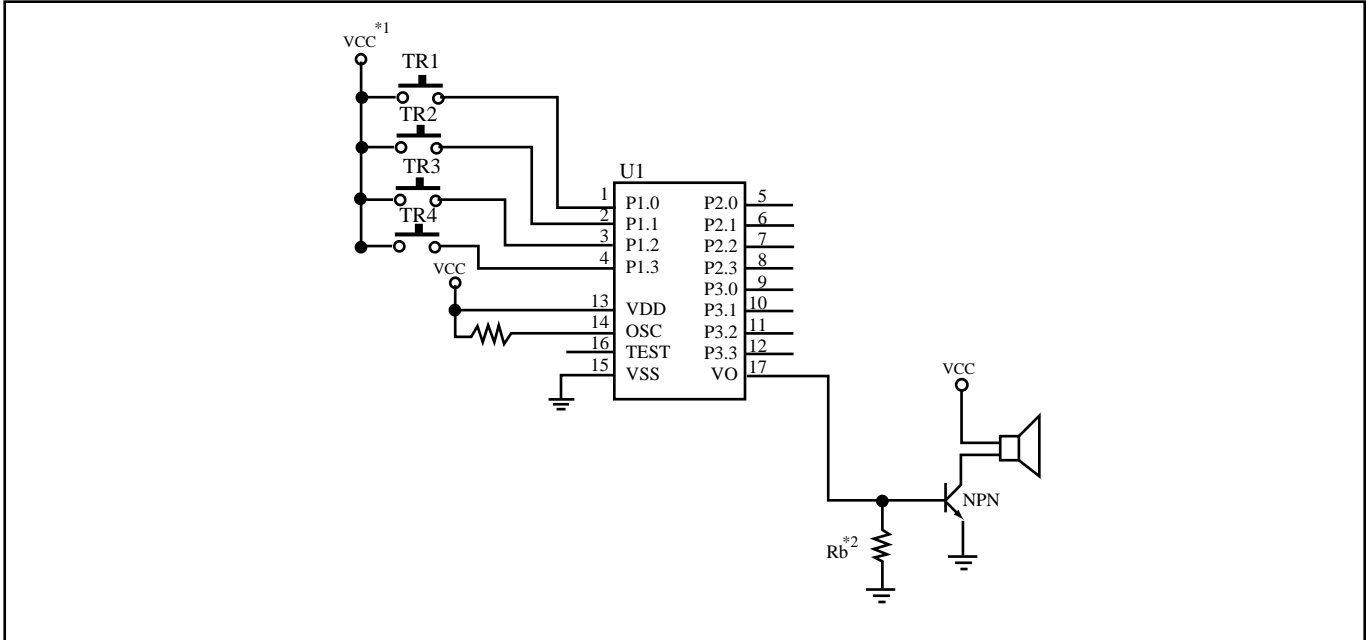 VCC*1
TR1
TR2
TR3
TR4
VCC
U1
1 P1.0 P2.0 5
2 P1.1 P2.1 6
3 P1.2 P2.2 7
4 P1.3 P2.3 8
P3.0 9
13 VDD P3.1 10
14 OSC P3.2 11
16 TEST P3.3 12
15 VSS VO 17
VCC
NPN
Rb*2